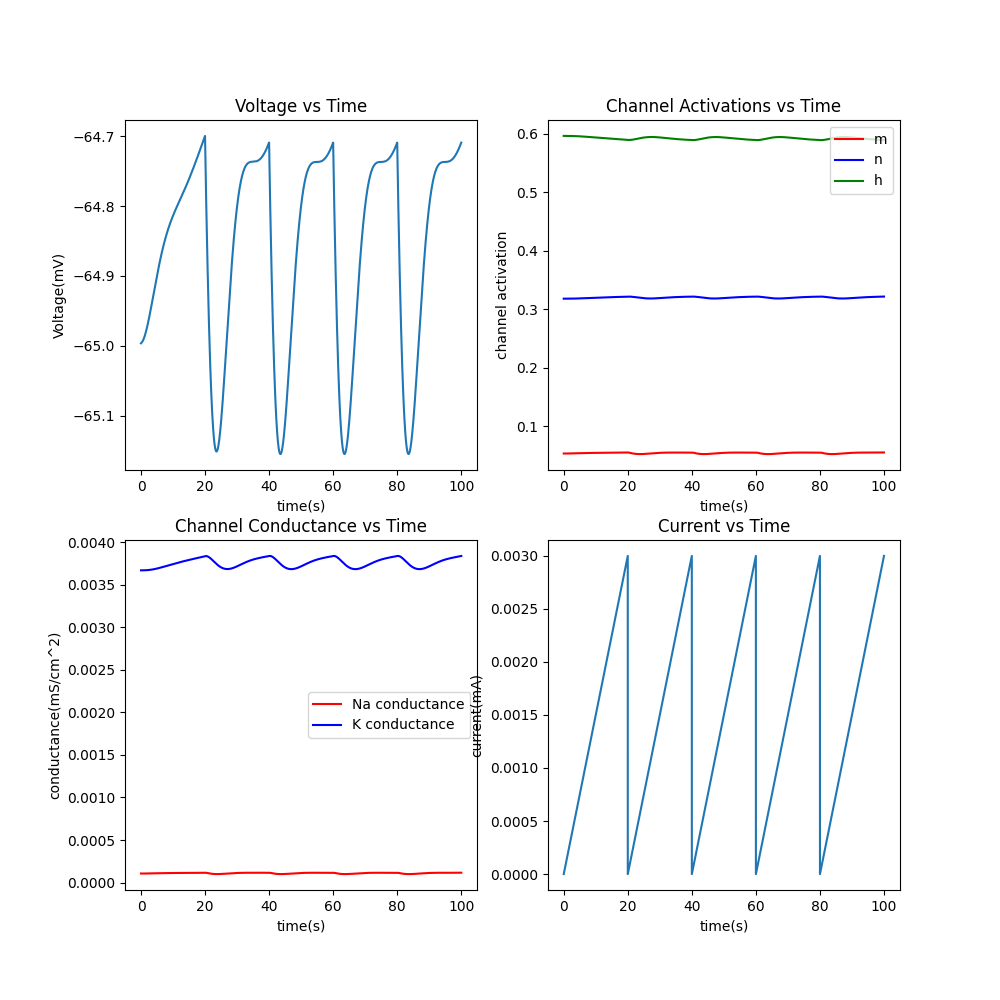 Voltage vs Time
−64.7
−64.8
−64.9
−65.0
−65.1
Voltage(mV)
0 20 40 60 80 100
time(s)
Channel Activations vs Time
0.6
0.5
0.4
0.3
0.2
0.1
channel activation
m
n
h
0 20 40 60 80 100
time(s)
Channel Conductance vs Time
0.0040
0.0035
0.0030
0.0025
0.0020
0.0015
0.0010
0.0005
0.0000
conductance(mS/cm^2)
Na conductance
K conductance
0 20 40 60 80 100
time(s)
Current vs Time
0.0030
0.0025
0.0020
0.0015
0.0010
0.0005
0.0000
current(mA)
0 20 40 60 80 100
time(s)